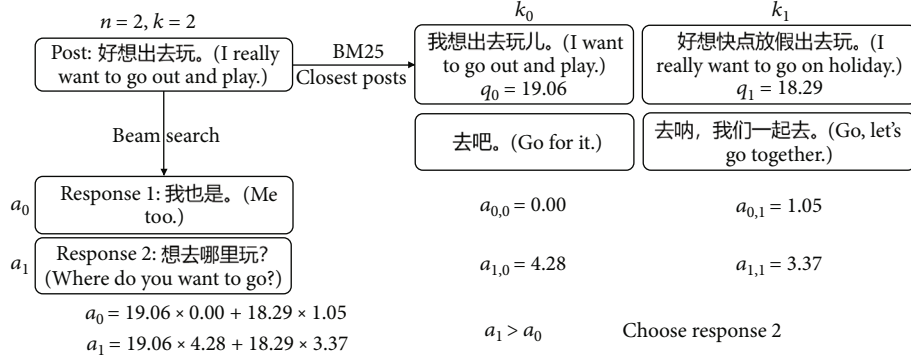 n = 2, k = 2
Post: 好想出去玩。(I really
want to go out and play.)
BM25
Closest posts
k0
我想出去玩儿。(I want
to go out and play.)
q0 = 19.06
k1
好想快点放假出去玩。(I
really want to go on holiday.)
q1 = 18.29
去吧。(Go for it.)
去呐，我们一起去。(Go, let's
go together.)
Beam search
a0
Response 1: 我也是。(Me
too.)
a0,0 = 0.00
a0,1 = 1.05
a1
Response 2: 想去哪里玩?
(Where do you want to go?)
a1,0 = 4.28
a1,1 = 3.37
a0 = 19.06 × 0.00 + 18.29 × 1.05
a1 = 19.06 × 4.28 + 18.29 × 3.37
a1 > a0
Choose response 2